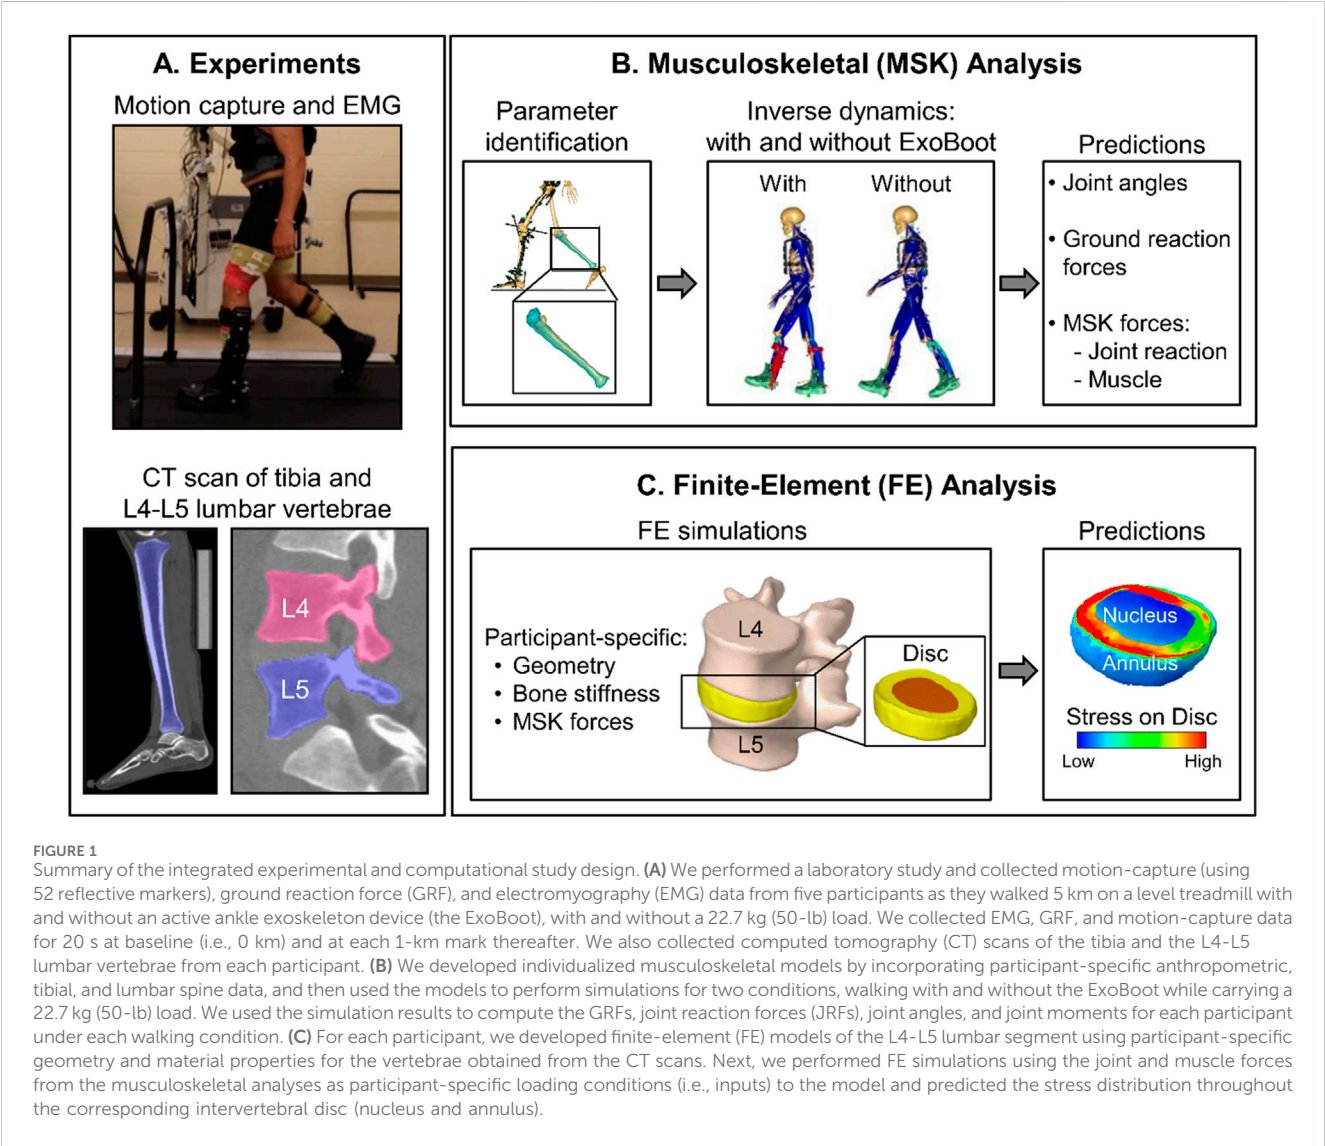 A. Experiments
Motion capture and EMG
CT scan of tibia and
L4-L5 lumbar vertebrae
L4
L5
B. Musculoskeletal (MSK) Analysis
Parameter
identification
Inverse dynamics:
with and without ExoBoot
With
Without
Predictions
• Joint angles
• Ground reaction
forces
• MSK forces:
- Joint reaction
- Muscle
C. Finite-Element (FE) Analysis
FE simulations
Participant-specific:
• Geometry
• Bone stiffness
• MSK forces
L4
L5
Disc
Predictions
Nucleus
Annulus
Stress on Disc
Low High
FIGURE 1
Summary of the integrated experimental and computational study design. (A) We performed a laboratory study and collected motion-capture (using
52 reflective markers), ground reaction force (GRF), and electromyography (EMG) data from five participants as they walked 5 km on a level treadmill with
and without an active ankle exoskeleton device (the ExoBoot), with and without a 22.7 kg (50-lb) load. We collected EMG, GRF, and motion-capture data
for 20 s at baseline (i.e., 0 km) and at each 1-km mark thereafter. We also collected computed tomography (CT) scans of the tibia and the L4-L5
lumbar vertebrae from each participant. (B) We developed individualized musculoskeletal models by incorporating participant-specific anthropometric,
tibial, and lumbar spine data, and then used the models to perform simulations for two conditions, walking with and without the ExoBoot while carrying a
22.7 kg (50-lb) load. We used the simulation results to compute the GRFs, joint reaction forces (JRFs), joint angles, and joint moments for each participant
under each walking condition. (C) For each participant, we developed finite-element (FE) models of the L4-L5 lumbar segment using participant-specific
geometry and material properties for the vertebrae obtained from the CT scans. Next, we performed FE simulations using the joint and muscle forces
from the musculoskeletal analyses as participant-specific loading conditions (i.e., inputs) to the model and predicted the stress distribution throughout
the corresponding intervertebral disc (nucleus and annulus).